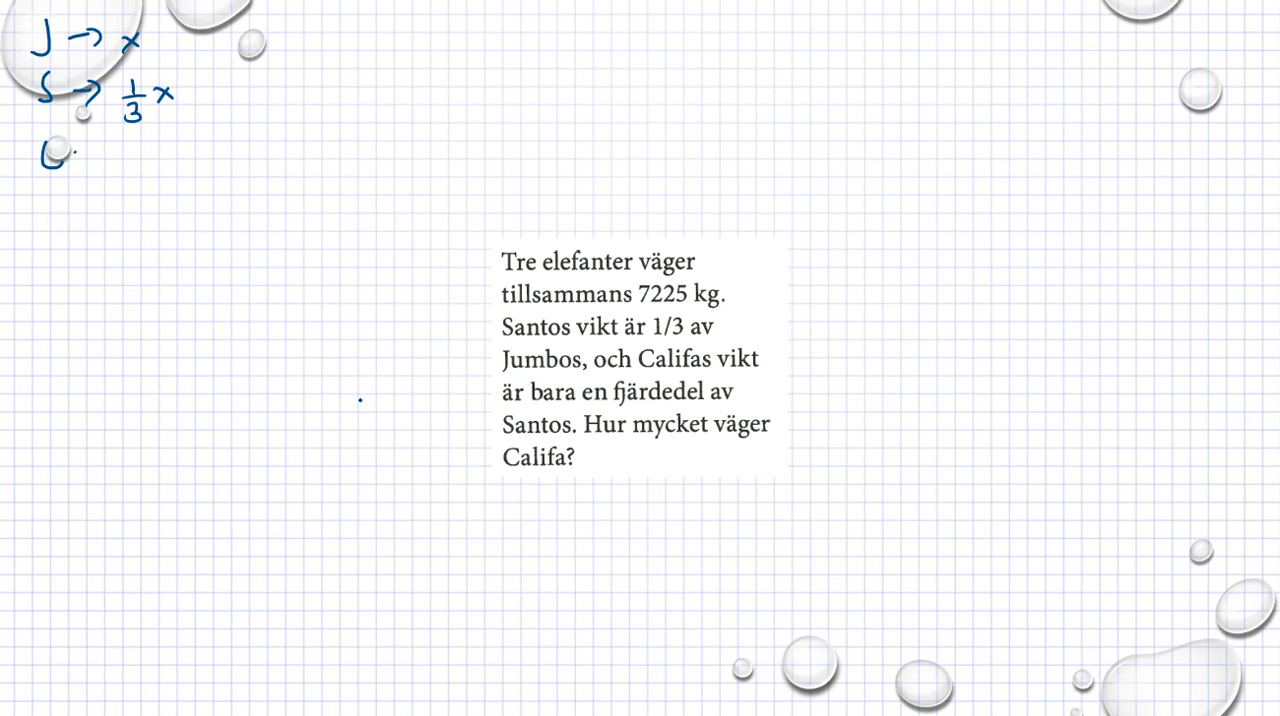 J → x
S → 1/3 x
C
Tre elefanter väger
tillsammans 7225 kg.
Santos vikt är 1/3 av
Jumbos, och Califas vikt
är bara en fjärdedel av
Santos. Hur mycket väger
Califa?